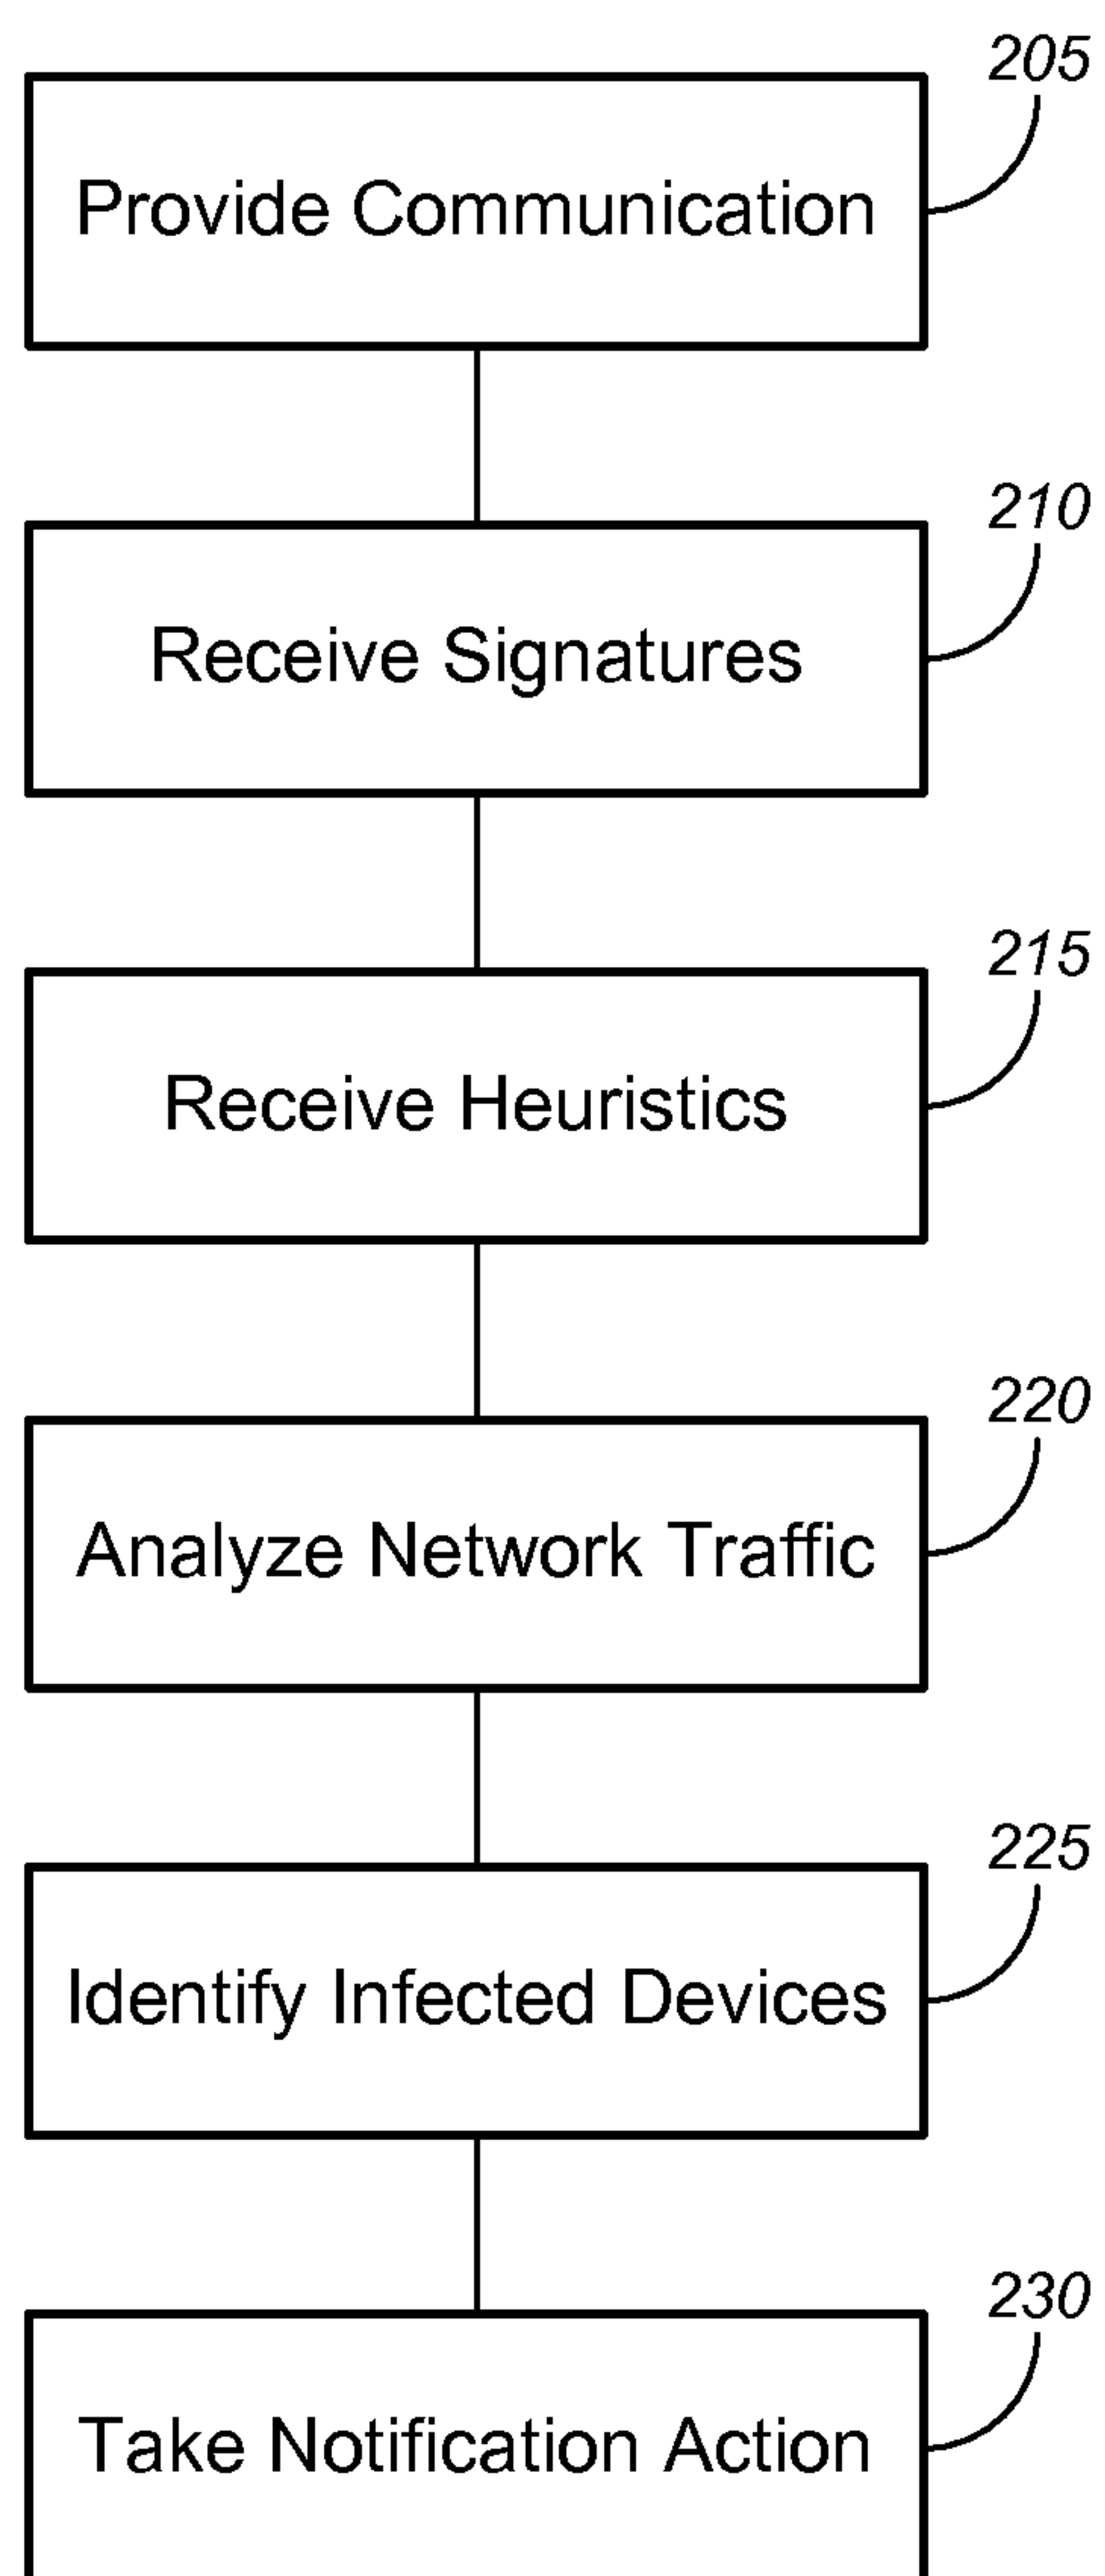 205
Provide Communication
210
Receive Signatures
215
Receive Heuristics
220
Analyze Network Traffic
225
Identify Infected Devices
230
Take Notification Action